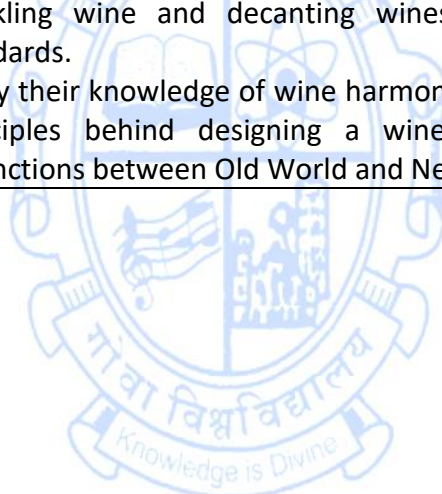 kling wine and decanting wines
dards.
y their knowledge of wine harmon
ciples behind designing a wine
nctions between Old World and Ne
गोवा विश्वविद्यालय
Knowledge is Divine